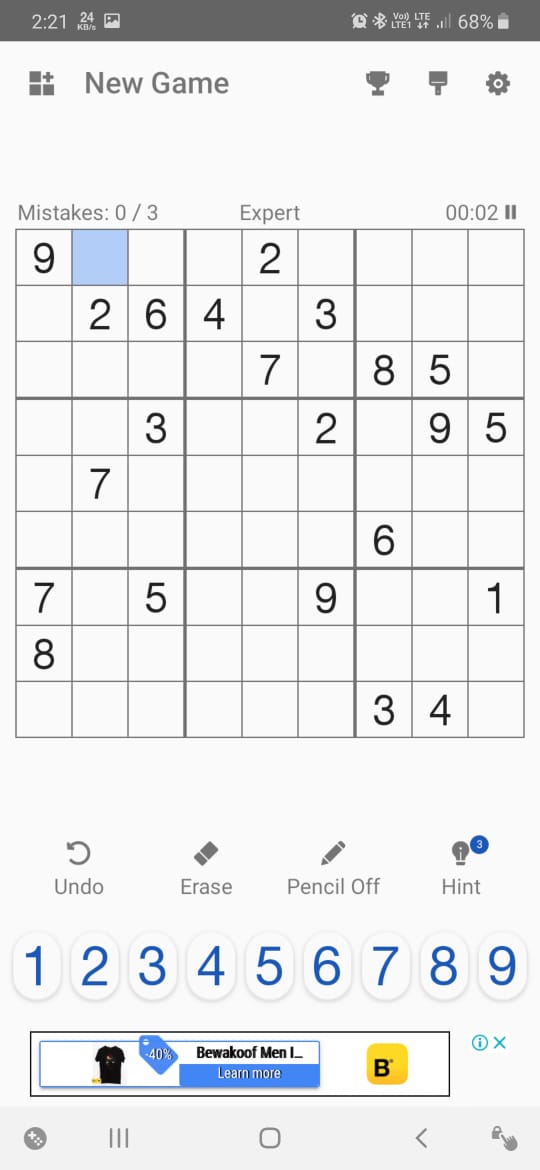 2:21 24 KB/s Vo) LTE LTE1 68%
New Game
Mistakes: 0 / 3 Expert 00:02
9 2
2 6 4 3
7 8 5
3 2 9 5
7
6
7 5 9 1
8
3 4
3
Undo Erase Pencil Off Hint
1 2 3 4 5 6 7 8 9
-40% Bewakoof Men I...
Learn more
B